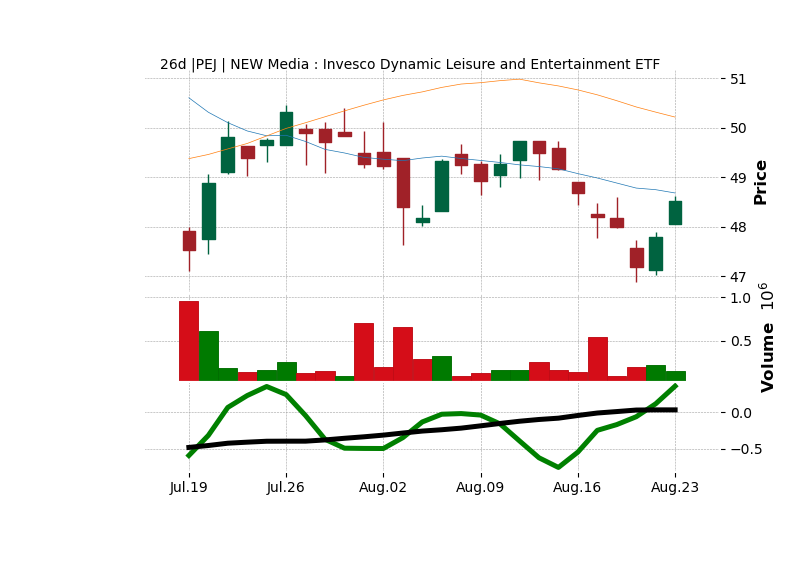 26d |PEJ | NEW Media : Invesco Dynamic Leisure and Entertainment ETF
51
50
49
48
47
Price
1.0
0.5
Volume 10^6
0.0
−0.5
Jul.19 Jul.26 Aug.02 Aug.09 Aug.16 Aug.23